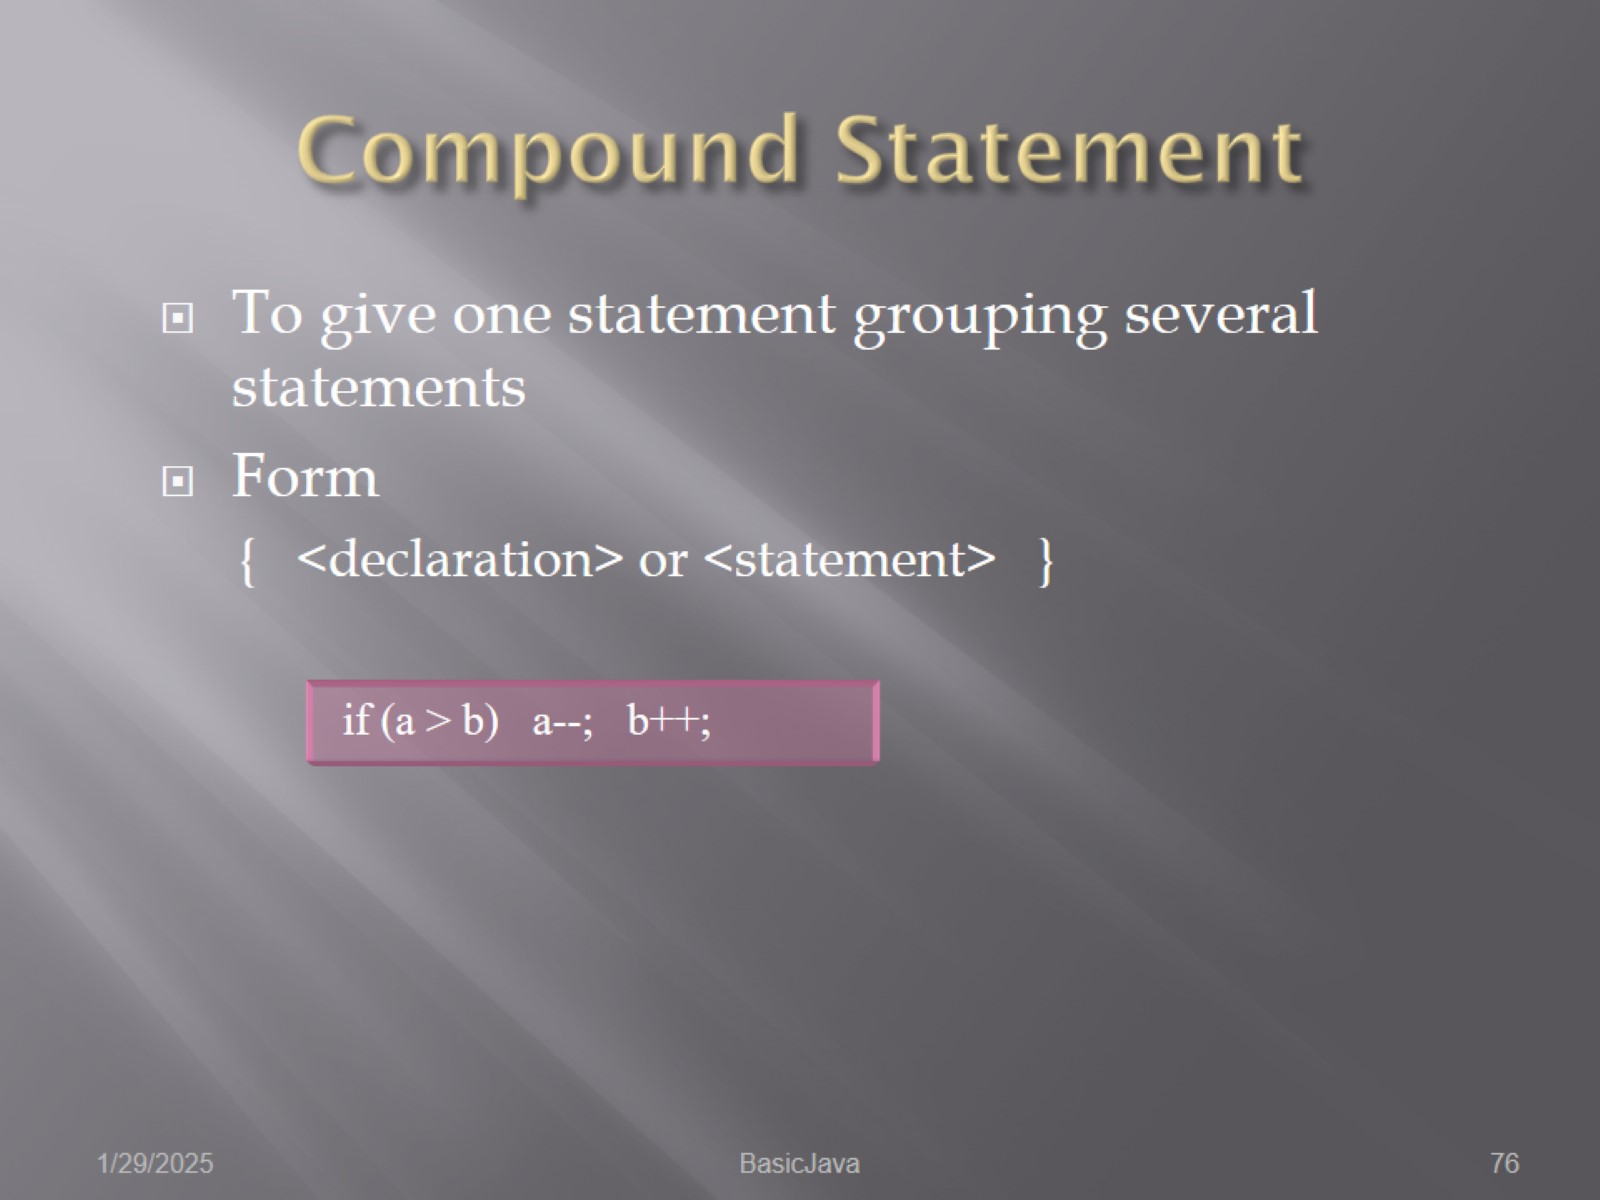 Compound Statement
To give one statement grouping several
statements
Form
{ <declaration> or <statement> }
if (a > b) a--; b++;
1/29/2025 BasicJava 76